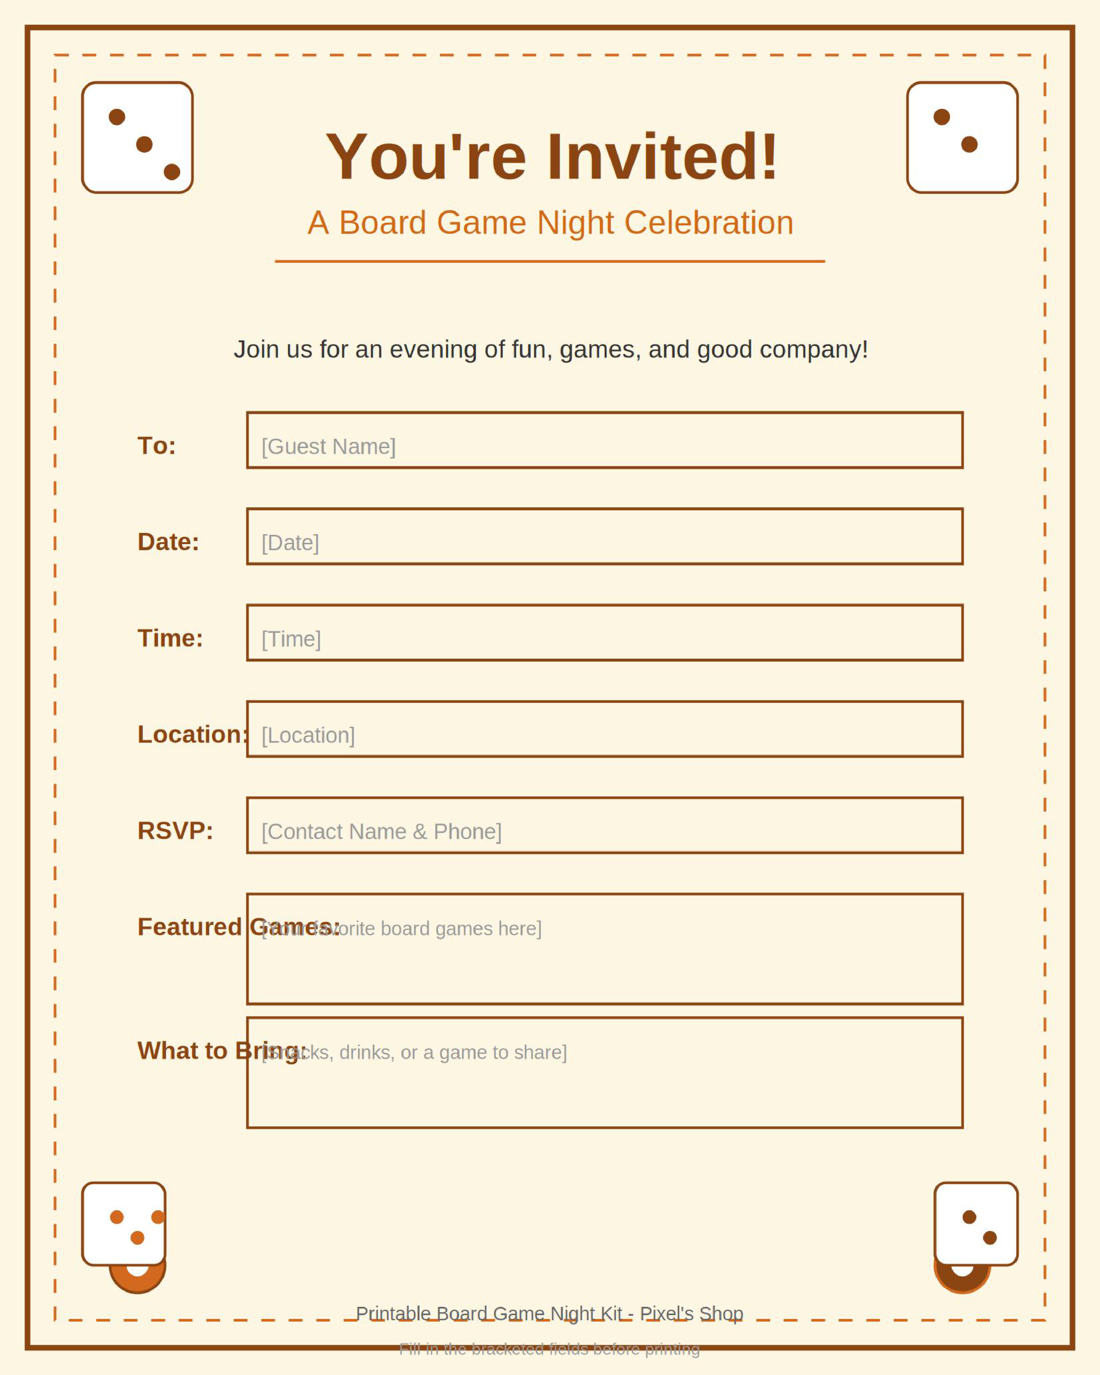 You're Invited!
A Board Game Night Celebration
Join us for an evening of fun, games, and good company!
To: [Guest Name]
Date: [Date]
Time: [Time]
Location: [Location]
RSVP: [Contact Name & Phone]
Featured Games: [Your favorite board games here]
What to Bring: [Snacks, drinks, or a game to share]
Printable Board Game Night Kit - Pixel's Shop
Fill in the bracketed fields before printing